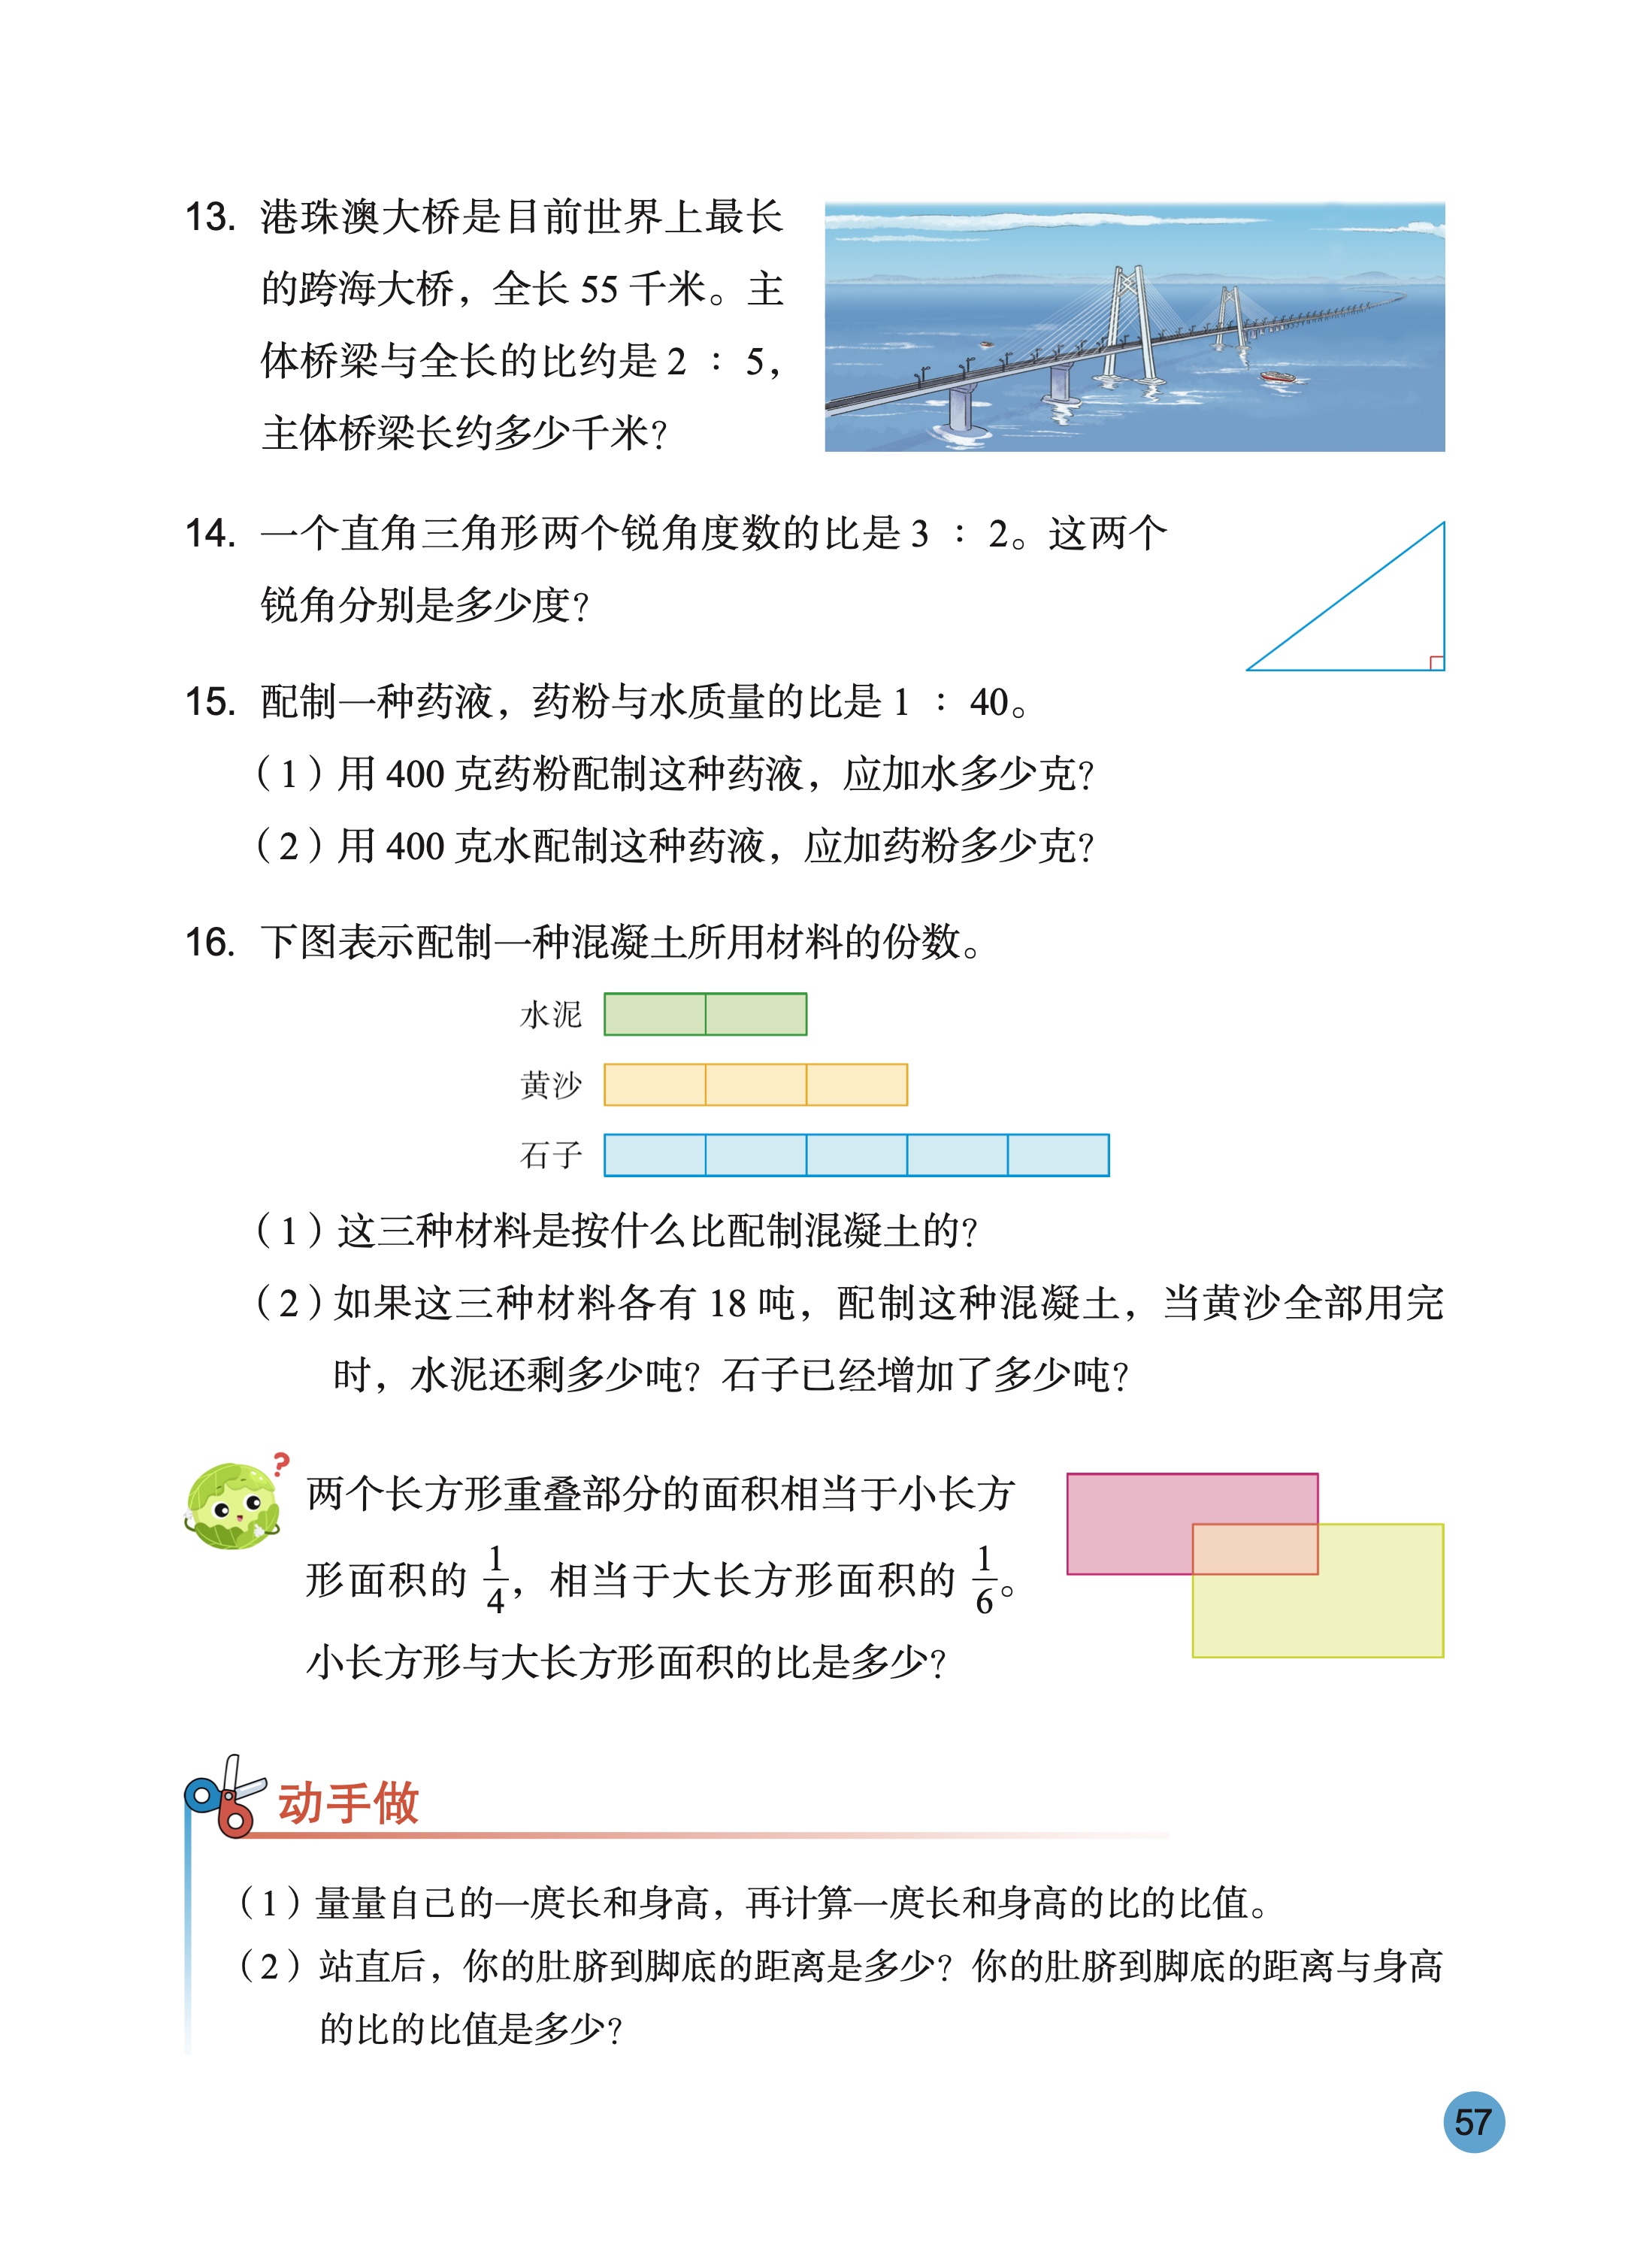 13. 港珠澳大桥是目前世界上最长
的跨海大桥，全长 55 千米。主
体桥梁与全长的比约是 2 ∶ 5，
主体桥梁长约多少千米？
14. 一个直角三角形两个锐角度数的比是 3 ∶ 2。这两个
锐角分别是多少度？
15. 配制一种药液，药粉与水质量的比是 1 ∶ 40。
（1）用 400 克药粉配制这种药液，应加水多少克？
（2）用 400 克水配制这种药液，应加药粉多少克？
16. 下图表示配制一种混凝土所用材料的份数。
水泥
黄沙
石子
（1）这三种材料是按什么比配制混凝土的？
（2）如果这三种材料各有 18 吨，配制这种混凝土，当黄沙全部用完
时，水泥还剩多少吨？石子已经增加了多少吨？
?
两个长方形重叠部分的面积相当于小长方
形面积的 1/4，相当于大长方形面积的 1/6。
小长方形与大长方形面积的比是多少？
动手做
（1）量量自己的一庹长和身高，再计算一庹长和身高的比的比值。
（2）站直后，你的肚脐到脚底的距离是多少？你的肚脐到脚底的距离与身高
的比的比值是多少？
57